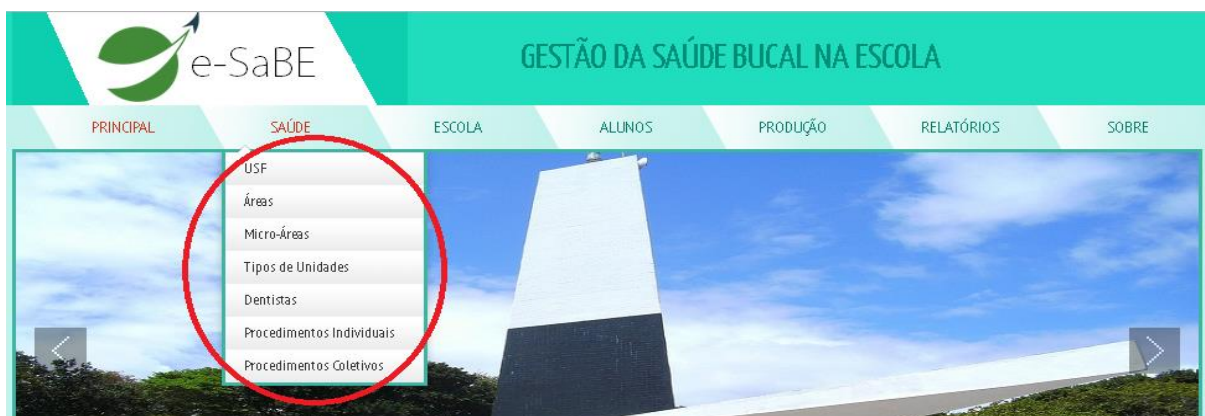 e-SaBE
GESTÃO DA SAÚDE BUCAL NA ESCOLA
PRINCIPAL SAÚDE ESCOLA ALUNOS PRODUÇÃO RELATÓRIOS SOBRE
USF
Áreas
Micro-Áreas
Tipos de Unidades
Dentistas
Procedimentos Individuais
Procedimentos Coletivos